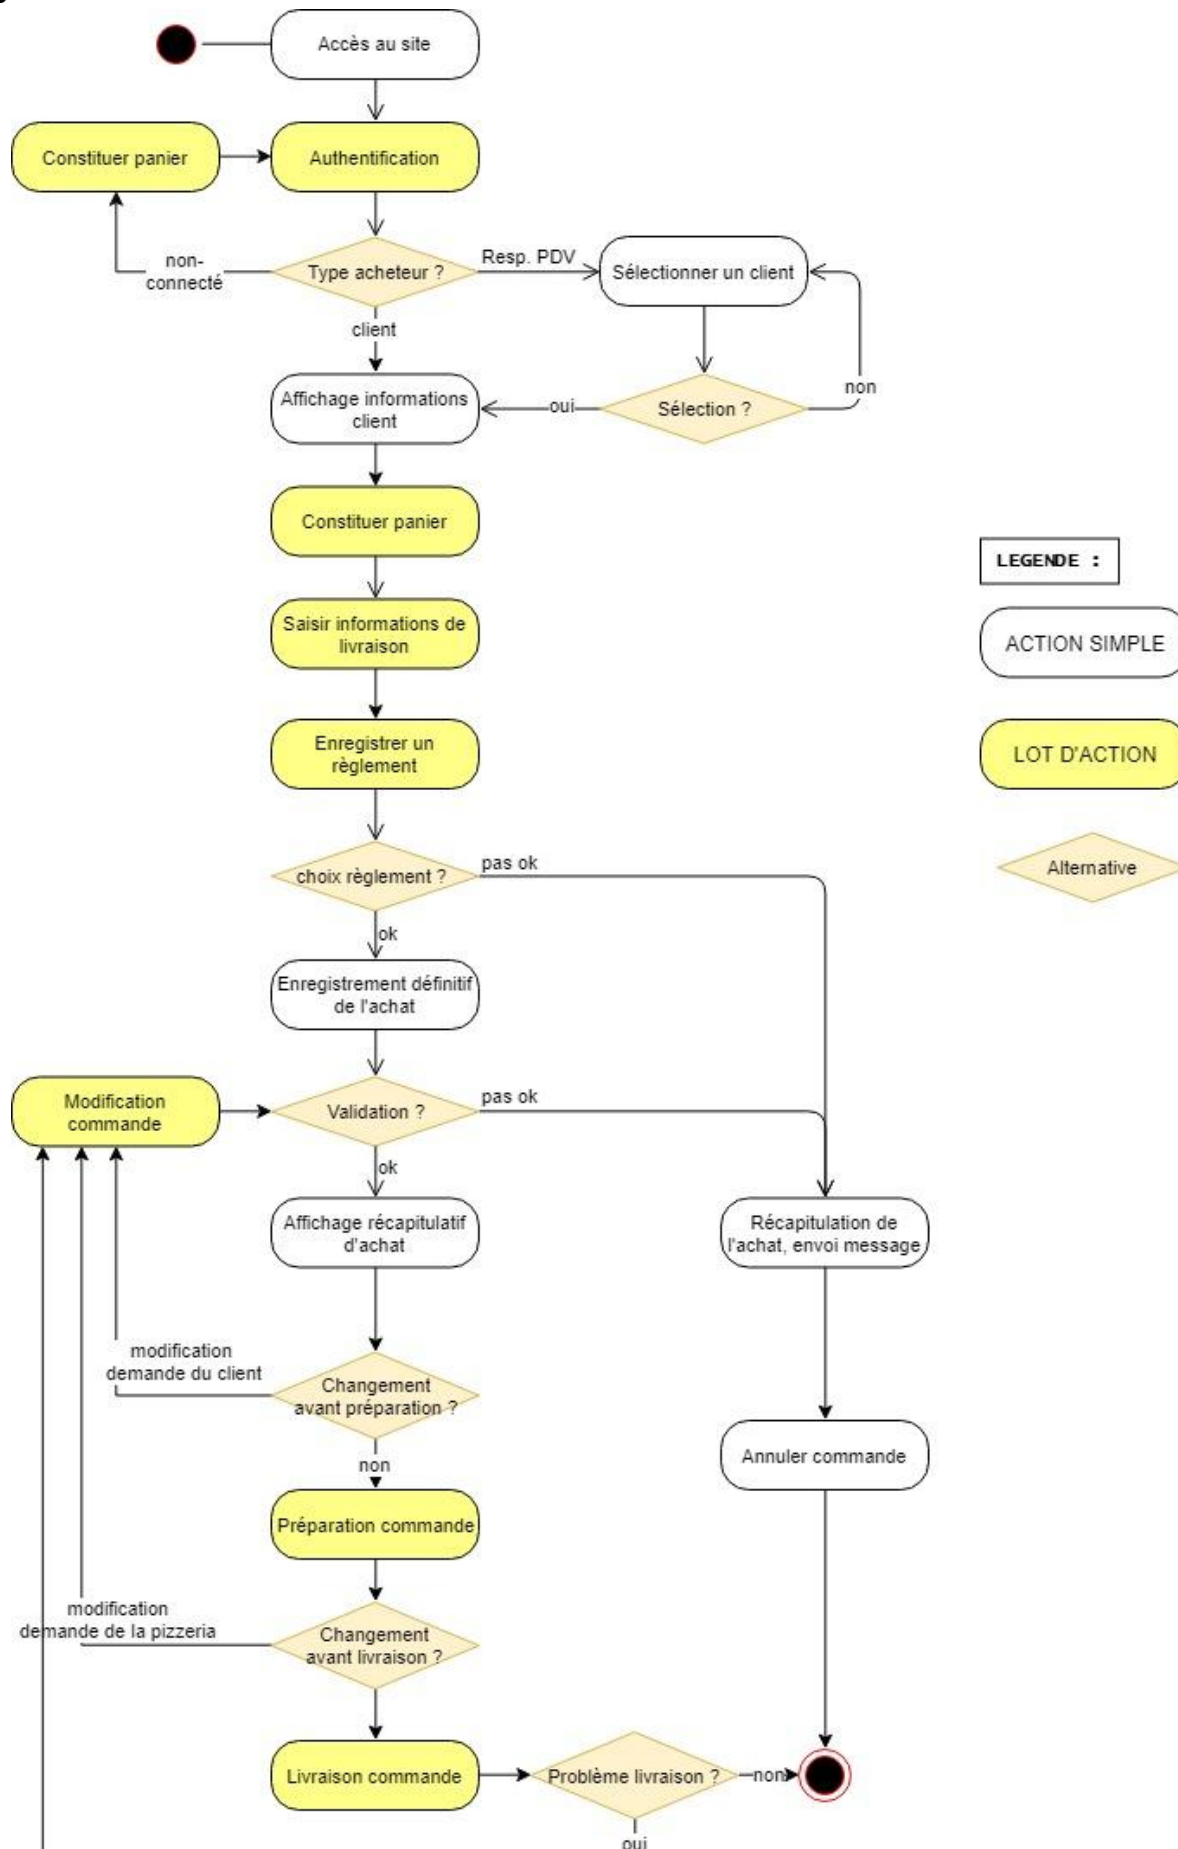 Accès au site
Constituer panier
Authentification
non-
connecté
Type acheteur ?
Resp. PDV
Sélectionner un client
client
Affichage informations
client
oui
Sélection ?
non
Constituer panier
LEGENDE :
Saisir informations de
livraison
ACTION SIMPLE
Enregistrer un
règlement
LOT D'ACTION
choix règlement ?
pas ok
Alternative
ok
Enregistrement définitif
de l'achat
Modification
commande
Validation ?
pas ok
ok
Affichage récapitulatif
d'achat
Récapitulation de
l'achat, envoi message
modification
demande du client
Changement
avant préparation ?
non
Annuler commande
Préparation commande
modification
demande de la pizzeria
Changement
avant livraison ?
Livraison commande
Problème livraison ?
non
oui